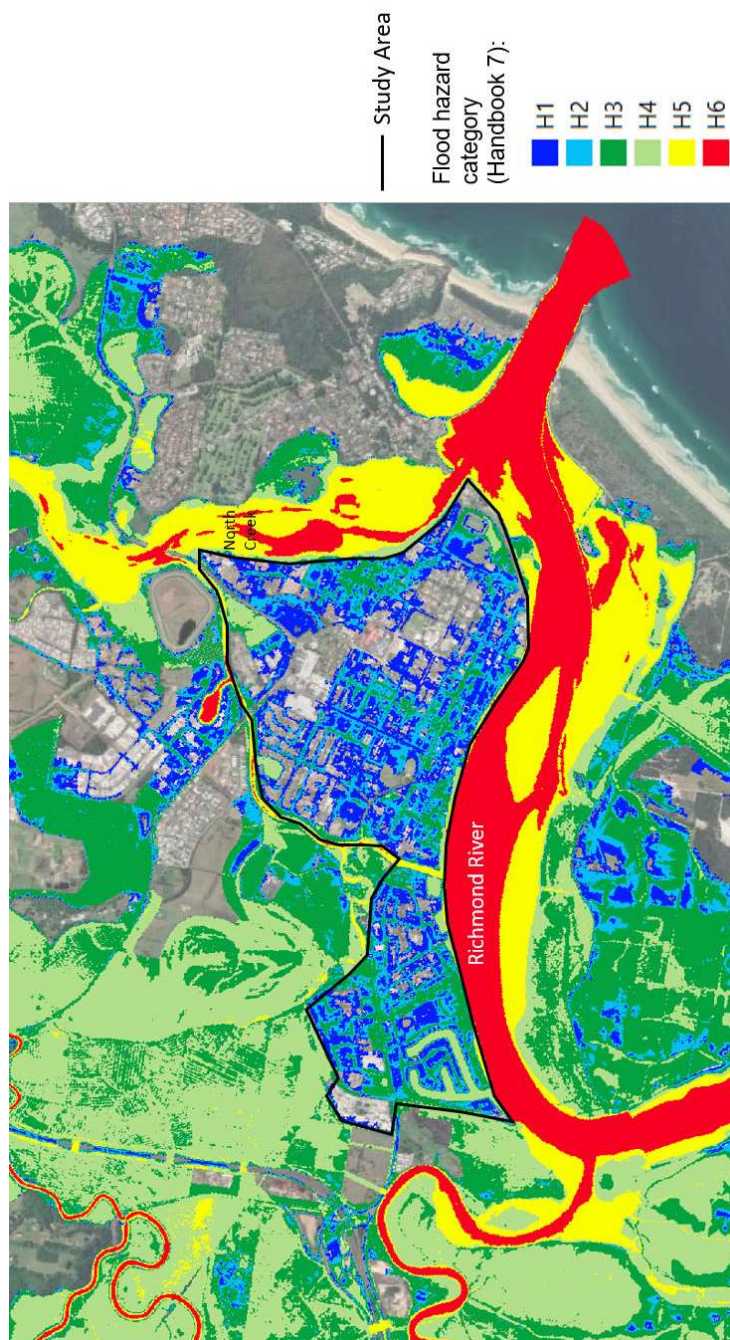 Study Area
Flood hazard
category
(Handbook 7):
H1
H2
H3
H4
H5
H6
North
Creek
Richmond River